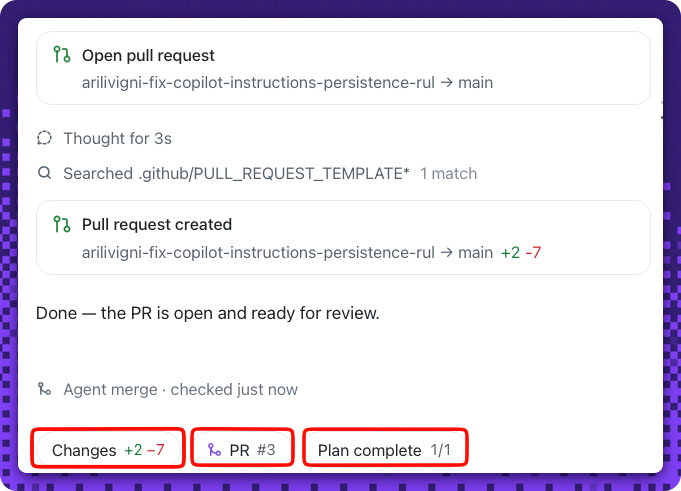 Open pull request
arilivigni-fix-copilot-instructions-persistence-rul → main
Thought for 3s
Searched .github/PULL_REQUEST_TEMPLATE* 1 match
Pull request created
arilivigni-fix-copilot-instructions-persistence-rul → main +2 -7
Done — the PR is open and ready for review.
Agent merge · checked just now
Changes +2 −7 PR #3 Plan complete 1/1